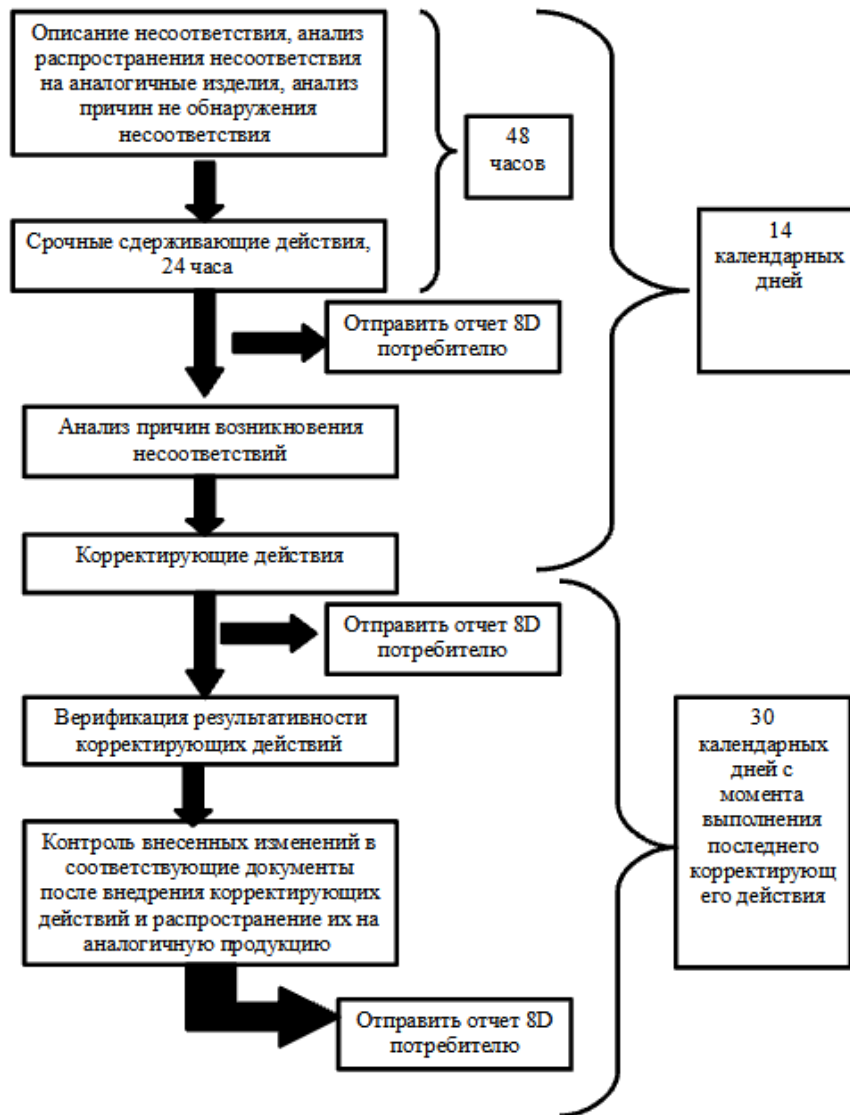 Описание несоответствия, анализ
распространения несоответствия
на аналогичные изделия, анализ
причин не обнаружения
несоответствия
48
часов
Срочные сдерживающие действия,
24 часа
14
календарных
дней
Отправить отчет 8D
потребителю
Анализ причин возникновения
несоответствий
Корректирующие действия
Отправить отчет 8D
потребителю
Верификация результативности
корректирующих действий
30
календарных
дней с
момента
выполнения
последнего
корректирующ
его действия
Контроль внесенных изменений в
соответствующие документы
после внедрения корректирующих
действий и распространение их на
аналогичную продукцию
Отправить отчет 8D
потребителю